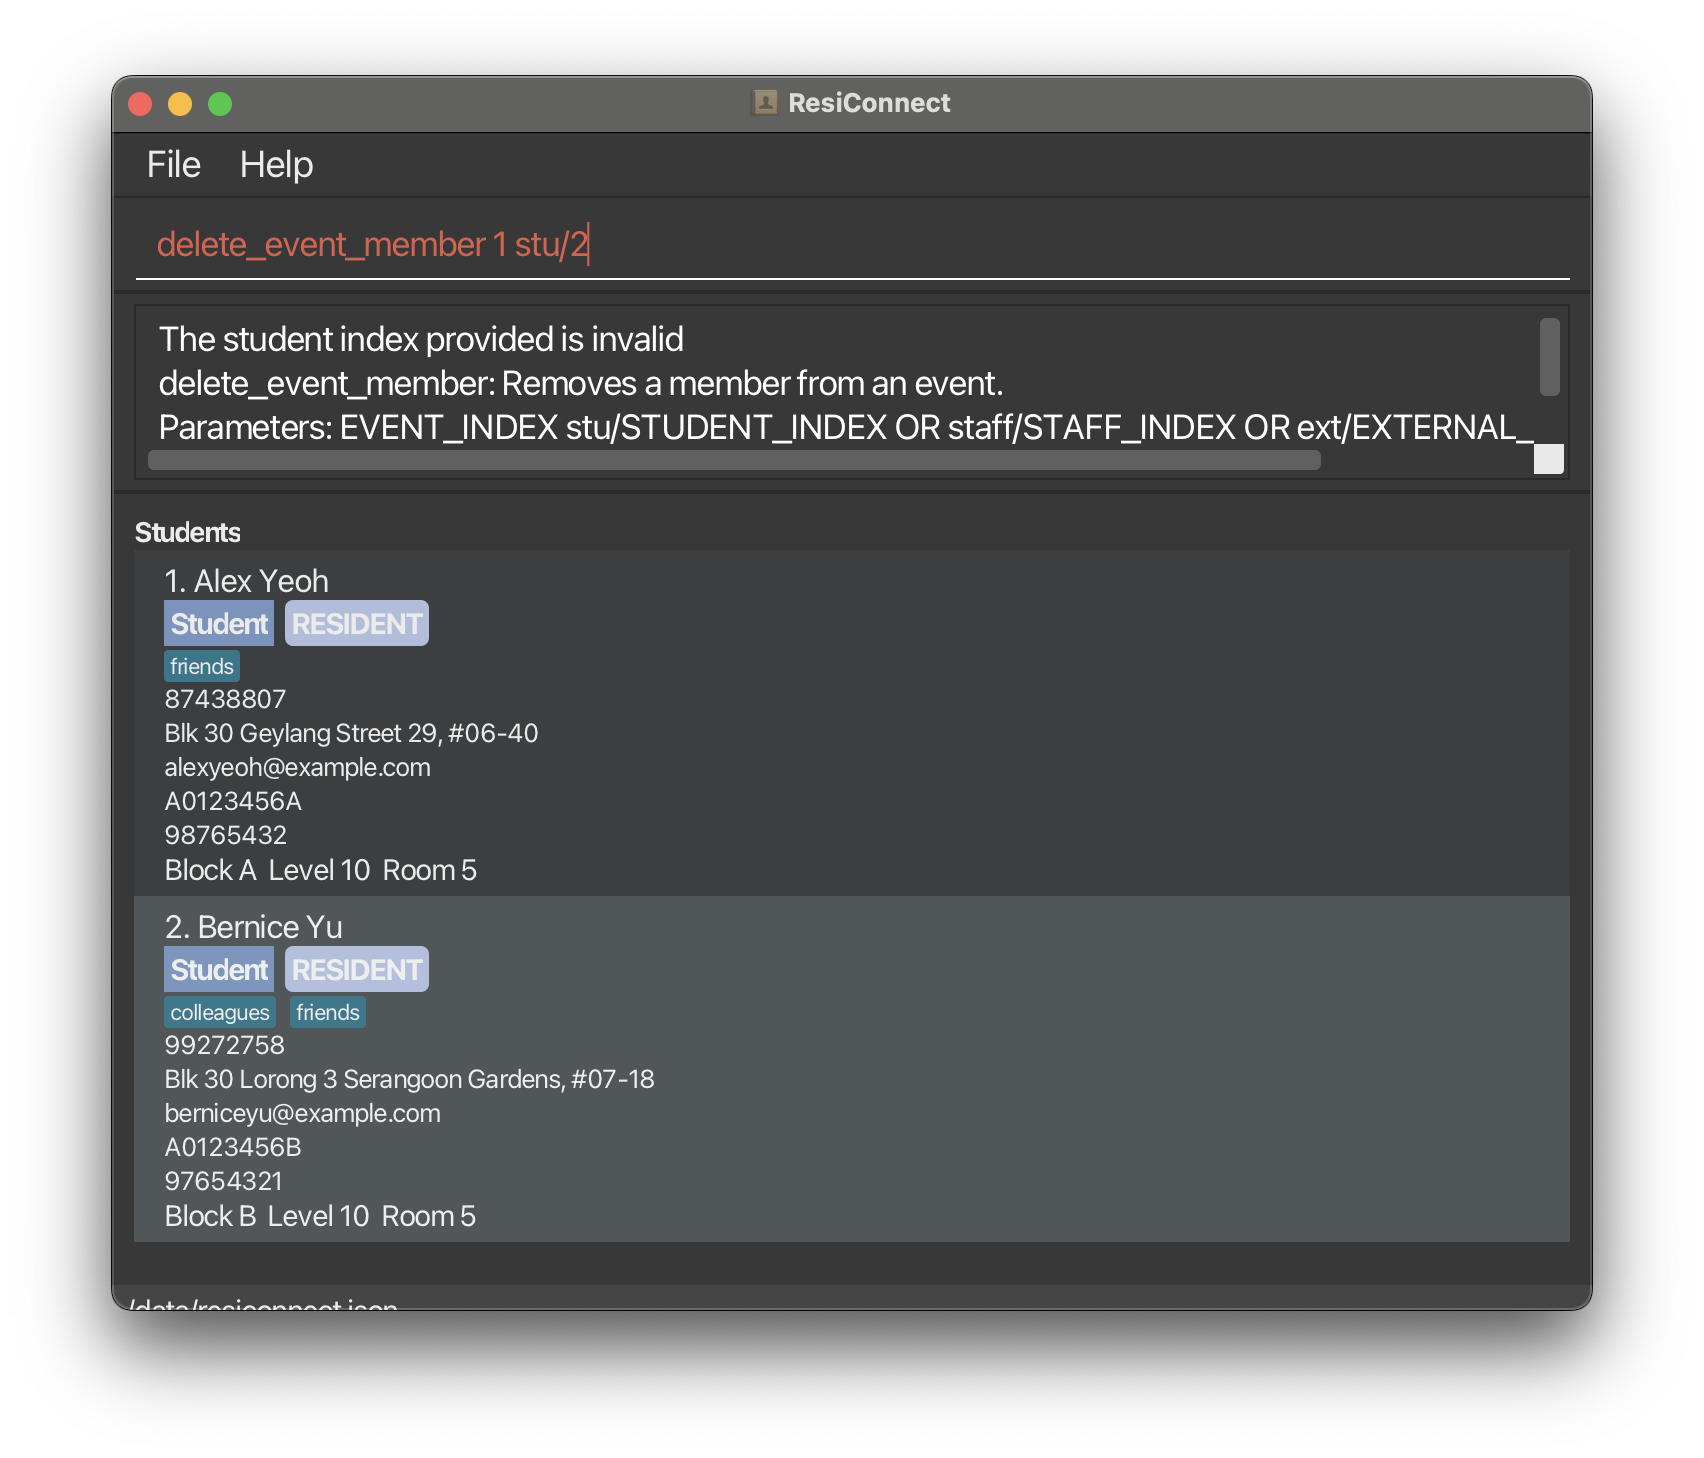 ResiConnect
File Help
delete_event_member 1 stu/2
The student index provided is invalid
delete_event_member: Removes a member from an event.
Parameters: EVENT_INDEX stu/STUDENT_INDEX OR staff/STAFF_INDEX OR ext/EXTERNAL_
Students
1. Alex Yeoh
Student RESIDENT
friends
87438807
Blk 30 Geylang Street 29, #06-40
alexyeoh@example.com
A0123456A
98765432
Block A Level 10 Room 5
2. Bernice Yu
Student RESIDENT
colleagues friends
99272758
Blk 30 Lorong 3 Serangoon Gardens, #07-18
berniceyu@example.com
A0123456B
97654321
Block B Level 10 Room 5
/data/resiconnect.json